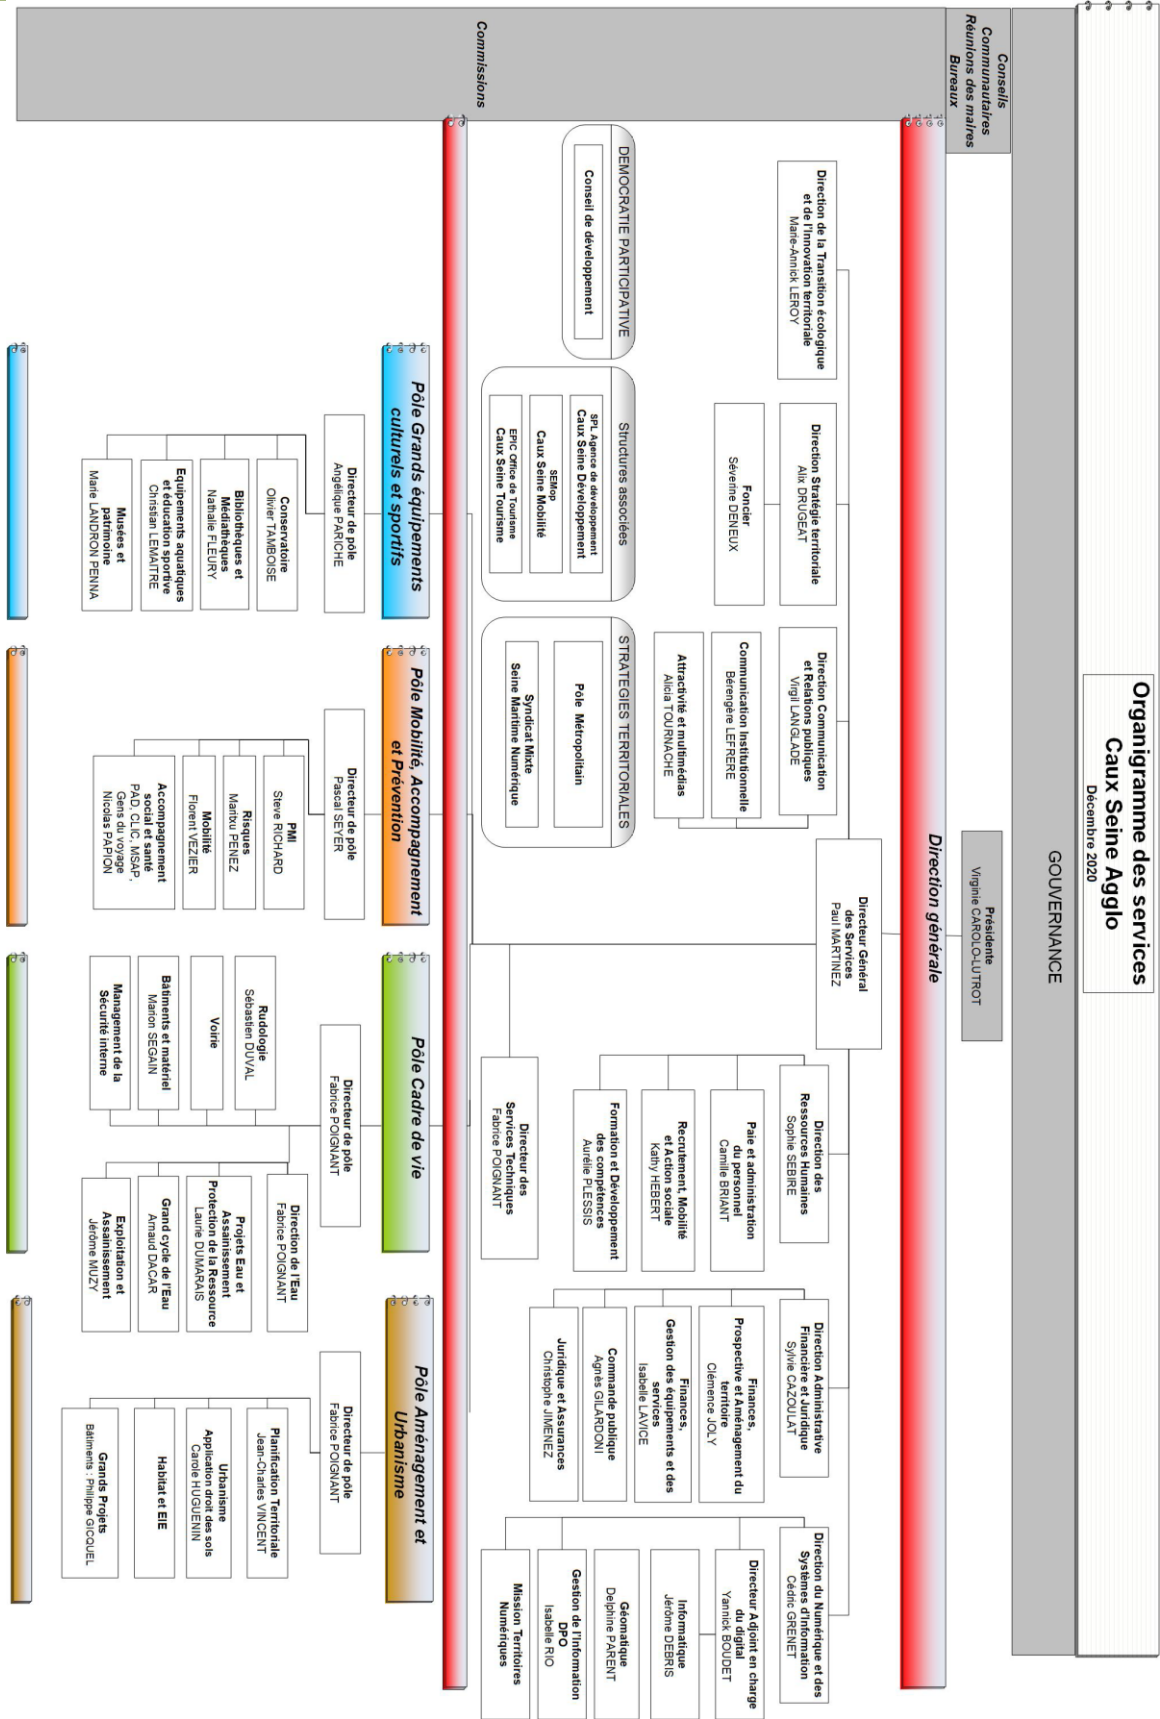 Organigramme des services
Caux Seine Agglo
Décembre 2020
GOUVERNANCE
Conseils
Communautaires
Réunions des maires
Bureaux
Présidente
Virginie CAROLO-LUTROT
Commissions
Direction générale
Directeur Général
des Services
Paul MARTINEZ
Direction de la Transition écologique
et de l'Innovation territoriale
Marie-Annick LEROY
Direction Stratégie territoriale
Alix DRUGEAT
Foncier
Séverine DENEUX
Direction Communication
et Relations publiques
Virgil LANGLADE
Communication Institutionnelle
Bérengère LEFRERE
Attractivité et multimédias
Alicia TOURNACHE
Direction des
Ressources Humaines
Sophie SEBIRE
Paie et administration
du personnel
Camille BRIANT
Recrutement, Mobilité
et Action sociale
Kathy HEBERT
Formation et Développement
des compétences
Aurélie PLESSIS
Direction Administrative
Financière et Juridique
Sylvie CAZOULAT
Finances,
Prospective et Aménagement du
territoire
Clémence JOLY
Finances,
Gestion des équipements et des
services
Isabelle LAVICE
Commande publique
Agnès GILARDONI
Juridique et Assurances
Christophe JIMENEZ
Direction du Numérique et des
Systèmes d'Information
Cédric GRENET
Directeur Adjoint en charge
du digital
Yannick BOUDET
Informatique
Jérôme DEBRIS
Géomatique
Delphine PARENT
Gestion de l'Information
DPO
Isabelle RIO
Mission Territoires
Numériques
DEMOCRATIE PARTICIPATIVE
Conseil de développement
Structures associées
SPL Agence de développement
Caux Seine Développement
SEMop
Caux Seine Mobilité
EPIC Office de Tourisme
Caux Seine Tourisme
STRATEGIES TERRITORIALES
Pôle Métropolitain
Syndicat Mixte
Seine Maritime Numérique
Directeur des
Services Techniques
Fabrice POIGNANT
Pôle Grands équipements
culturels et sportifs
Directeur de pôle
Angélique PARICHE
Conservatoire
Olivier TAMBOISE
Bibliothèques et
Médiathèques
Nathalie FLEURY
Equipements aquatiques
et éducation sportive
Christian LEMAITRE
Musées et
patrimoine
Marie LANDRON PENNA
Pôle Mobilité, Accompagnement
et Prévention
Directeur de pôle
Pascal SEYER
PMI
Steve RICHARD
Risques
Maritxu PENEZ
Mobilité
Florent VEZIER
Accompagnement
social et santé
PAD, CLIC, MSAP,
Gens du voyage
Nicolas PAPION
Pôle Cadre de vie
Directeur de pôle
Fabrice POIGNANT
Rudologie
Sébastien DUVAL
Voirie
Bâtiments et matériel
Marion SEGAIN
Management de la
Sécurité interne
Direction de l'Eau
Fabrice POIGNANT
Projets Eau et
Assainissement
Protection de la Ressource
Laurie DUMARAIS
Grand cycle de l'Eau
Arnaud DACAR
Exploitation et
Assainissement
Jérôme MUZY
Pôle Aménagement et
Urbanisme
Directeur de pôle
Fabrice POIGNANT
Planification Territoriale
Jean-Charles VINCENT
Urbanisme
Application droit des sols
Carole HUGUENIN
Habitat et EIE
Grands Projets
Bâtiments : Philippe GICQUEL